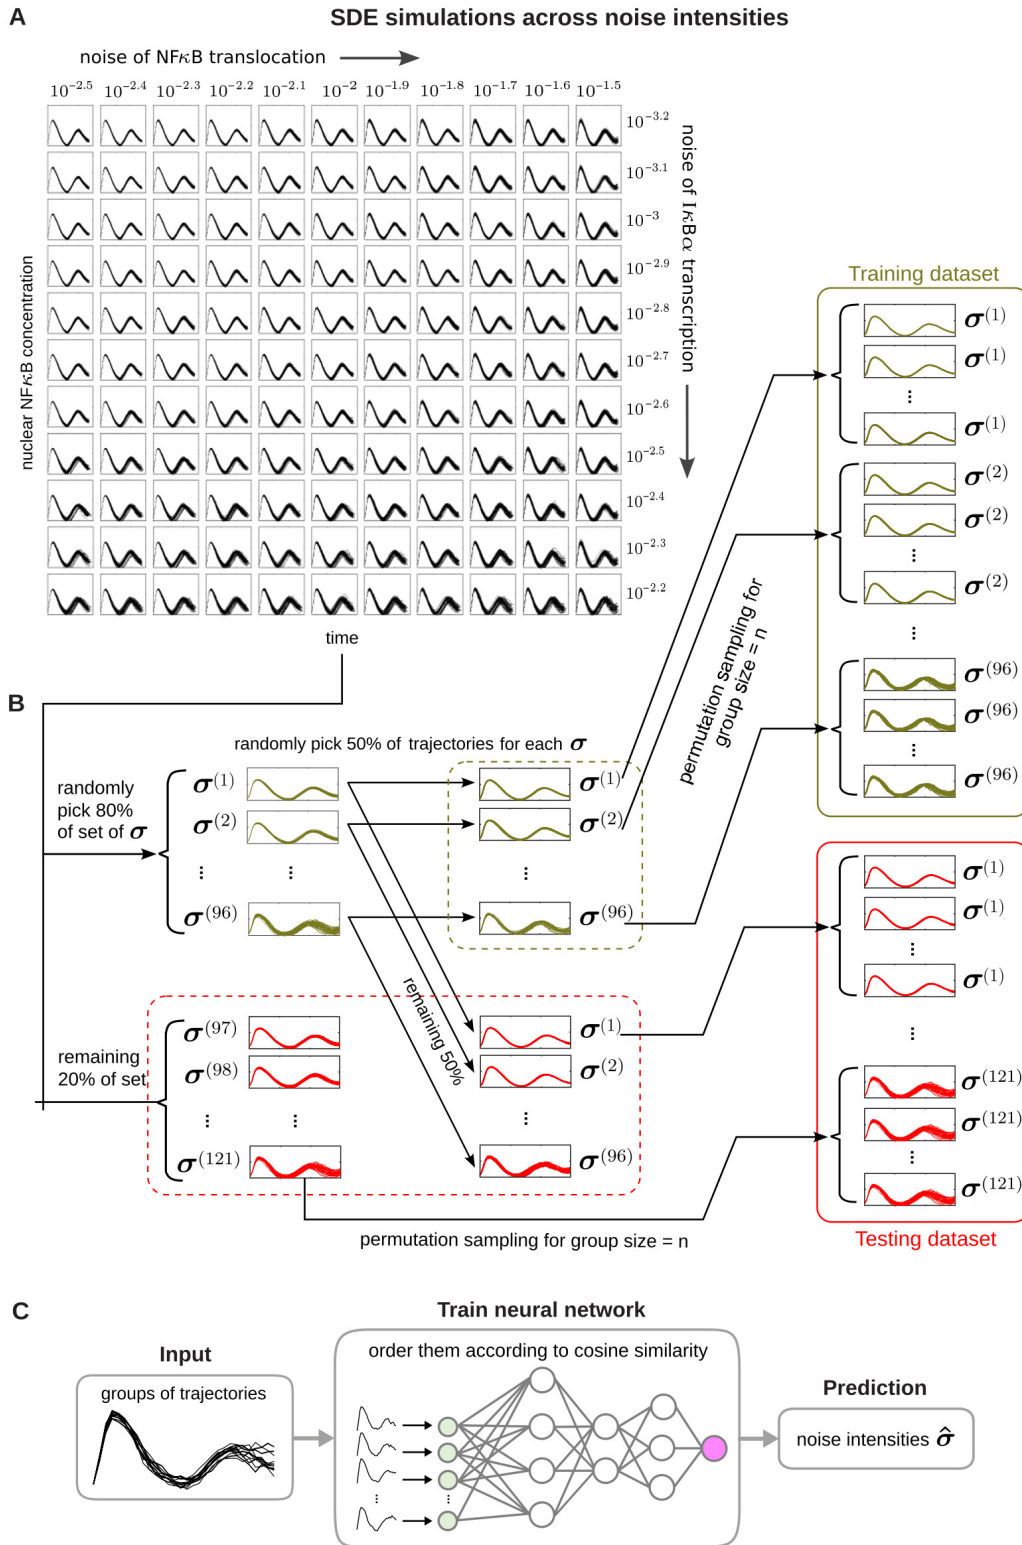 A
SDE simulations across noise intensities
noise of NFκB translocation
10^−2.5 10^−2.4 10^−2.3 10^−2.2 10^−2.1 10^−2 10^−1.9 10^−1.8 10^−1.7 10^−1.6 10^−1.5
10^−3.2
10^−3.1
10^−3
10^−2.9
10^−2.8
10^−2.7
10^−2.6
10^−2.5
10^−2.4
10^−2.3
10^−2.2
noise of IκBα transcription
nuclear NFκB concentration
time
B
randomly pick 50% of trajectories for each σ
randomly
pick 80%
of set of σ
σ^(1)
σ^(2)
...
...
σ^(96)
σ^(1)
σ^(2)
...
σ^(96)
remaining
20% of set
σ^(97)
σ^(98)
...
...
σ^(121)
remaining 50%
σ^(1)
σ^(2)
...
σ^(96)
permutation sampling for
group size = n
permutation sampling for group size = n
Training dataset
σ^(1)
σ^(1)
...
σ^(1)
σ^(2)
σ^(2)
...
σ^(2)
...
σ^(96)
σ^(96)
...
σ^(96)
σ^(1)
σ^(1)
...
σ^(1)
...
σ^(121)
σ^(121)
...
σ^(121)
Testing dataset
C
Train neural network
Input
groups of trajectories
order them according to cosine similarity
...
...
Prediction
noise intensities σ̂